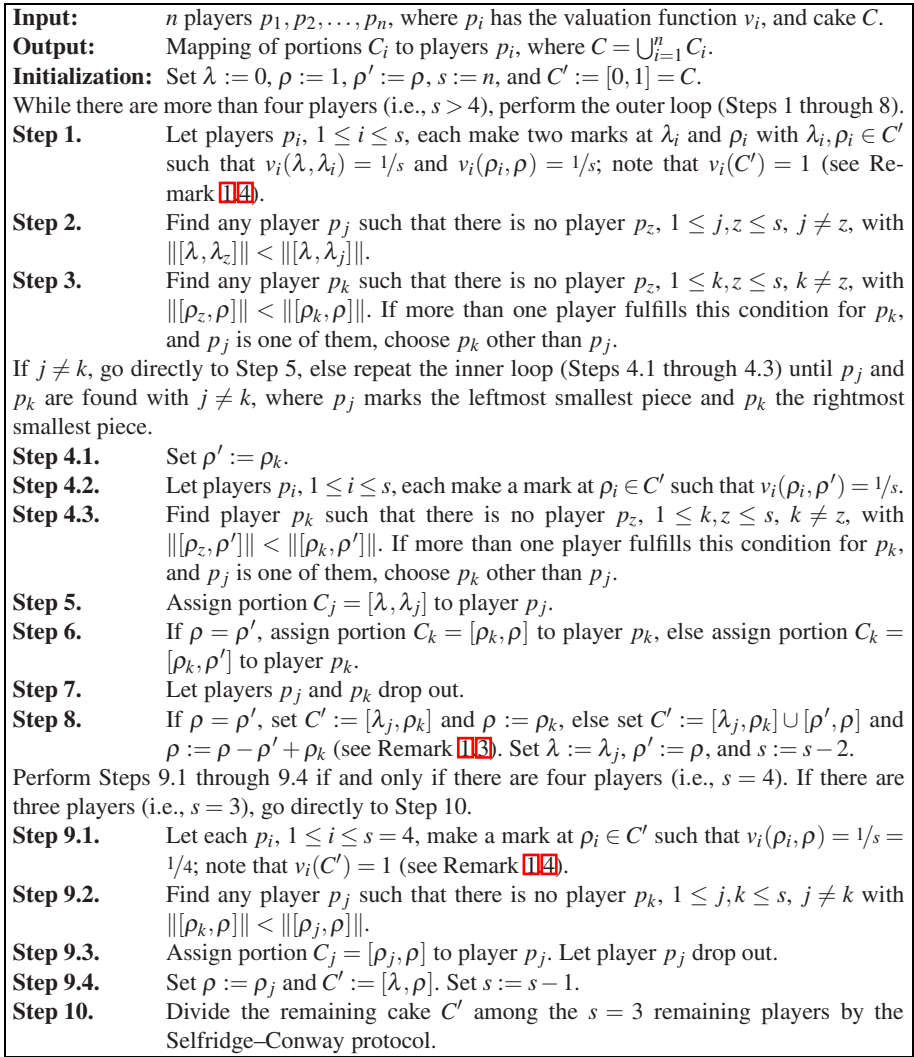 Input: n players p₁, p₂, . . . , pₙ, where pᵢ has the valuation function vᵢ, and cake C.
Output: Mapping of portions Cᵢ to players pᵢ, where C = ⋃ⁿᵢ₌₁ Cᵢ.
Initialization: Set λ := 0, ρ := 1, ρ′ := ρ, s := n, and C′ := [0, 1] = C.
While there are more than four players (i.e., s > 4), perform the outer loop (Steps 1 through 8).
Step 1. Let players pᵢ, 1 ≤ i ≤ s, each make two marks at λᵢ and ρᵢ with λᵢ, ρᵢ ∈ C′
such that vᵢ(λ, λᵢ) = 1/s and vᵢ(ρᵢ, ρ) = 1/s; note that vᵢ(C′) = 1 (see Re-
mark 1.4).
Step 2. Find any player pⱼ such that there is no player p_z, 1 ≤ j, z ≤ s, j ≠ z, with
‖[λ, λ_z]‖ < ‖[λ, λⱼ]‖.
Step 3. Find any player pₖ such that there is no player p_z, 1 ≤ k, z ≤ s, k ≠ z, with
‖[ρ_z, ρ]‖ < ‖[ρₖ, ρ]‖. If more than one player fulfills this condition for pₖ,
and pⱼ is one of them, choose pₖ other than pⱼ.
If j ≠ k, go directly to Step 5, else repeat the inner loop (Steps 4.1 through 4.3) until pⱼ and
pₖ are found with j ≠ k, where pⱼ marks the leftmost smallest piece and pₖ the rightmost
smallest piece.
Step 4.1. Set ρ′ := ρₖ.
Step 4.2. Let players pᵢ, 1 ≤ i ≤ s, each make a mark at ρᵢ ∈ C′ such that vᵢ(ρᵢ, ρ′) = 1/s.
Step 4.3. Find player pₖ such that there is no player p_z, 1 ≤ k, z ≤ s, k ≠ z, with
‖[ρ_z, ρ′]‖ < ‖[ρₖ, ρ′]‖. If more than one player fulfills this condition for pₖ,
and pⱼ is one of them, choose pₖ other than pⱼ.
Step 5. Assign portion Cⱼ = [λ, λⱼ] to player pⱼ.
Step 6. If ρ = ρ′, assign portion Cₖ = [ρₖ, ρ] to player pₖ, else assign portion Cₖ =
[ρₖ, ρ′] to player pₖ.
Step 7. Let players pⱼ and pₖ drop out.
Step 8. If ρ = ρ′, set C′ := [λⱼ, ρₖ] and ρ := ρₖ, else set C′ := [λⱼ, ρₖ] ∪ [ρ′, ρ] and
ρ := ρ − ρ′ + ρₖ (see Remark 1.3). Set λ := λⱼ, ρ′ := ρ, and s := s − 2.
Perform Steps 9.1 through 9.4 if and only if there are four players (i.e., s = 4). If there are
three players (i.e., s = 3), go directly to Step 10.
Step 9.1. Let each pᵢ, 1 ≤ i ≤ s = 4, make a mark at ρᵢ ∈ C′ such that vᵢ(ρᵢ, ρ) = 1/s =
1/4; note that vᵢ(C′) = 1 (see Remark 1.4).
Step 9.2. Find any player pⱼ such that there is no player pₖ, 1 ≤ j, k ≤ s, j ≠ k with
‖[ρₖ, ρ]‖ < ‖[ρⱼ, ρ]‖.
Step 9.3. Assign portion Cⱼ = [ρⱼ, ρ] to player pⱼ. Let player pⱼ drop out.
Step 9.4. Set ρ := ρⱼ and C′ := [λ, ρ]. Set s := s − 1.
Step 10. Divide the remaining cake C′ among the s = 3 remaining players by the
Selfridge–Conway protocol.